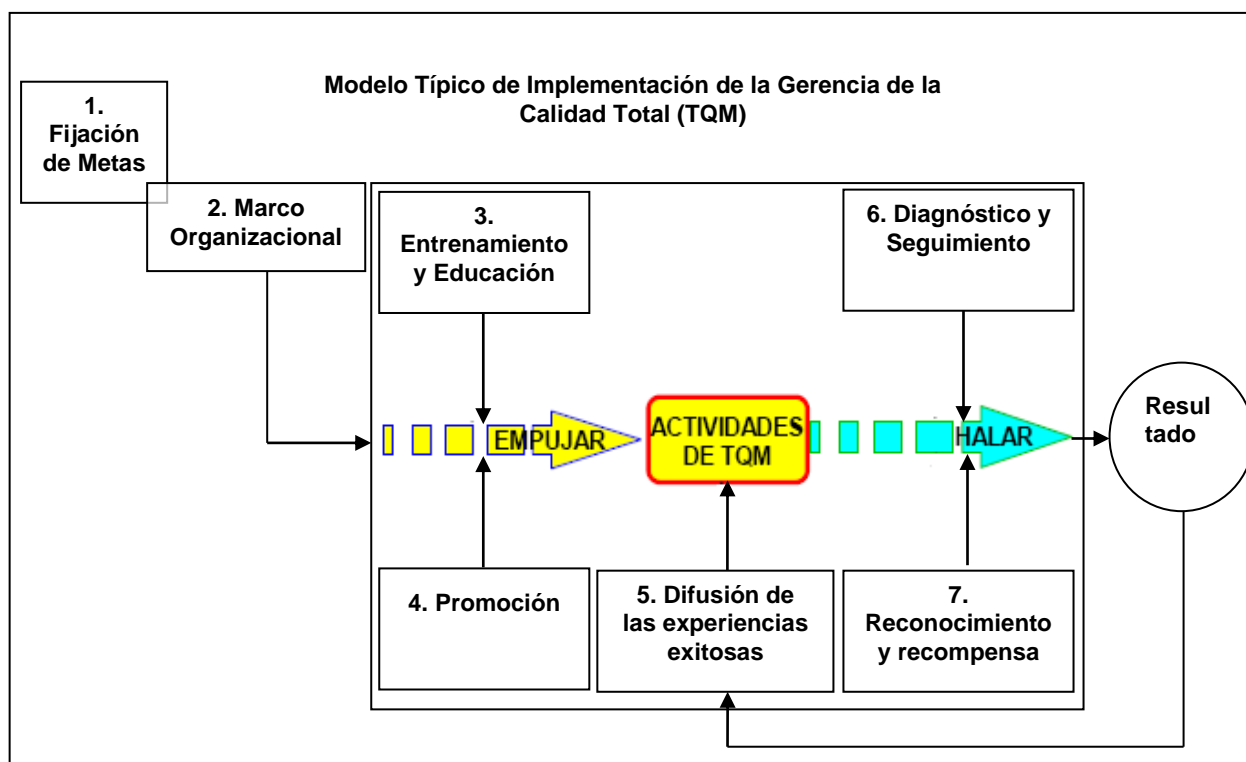 Modelo Típico de Implementación de la Gerencia de la
Calidad Total (TQM)
1.
Fijación
de Metas
2. Marco
Organizacional
3.
Entrenamiento
y Educación
6. Diagnóstico y
Seguimiento
EMPUJAR
ACTIVIDADES
DE TQM
HALAR
Resul
tado
4. Promoción
5. Difusión de
las experiencias
exitosas
7.
Reconocimiento
y recompensa